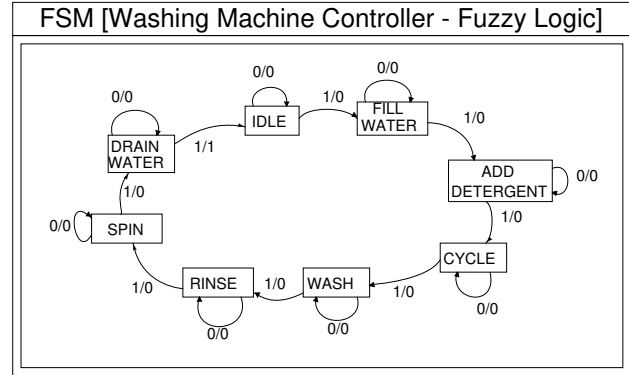 FSM [Washing Machine Controller - Fuzzy Logic]
0/0
0/0
0/0
1/0
IDLE
FILL
WATER
1/0
DRAIN
WATER
1/1
ADD
DETERGENT
0/0
1/0
1/0
0/0
SPIN
CYCLE
1/0
RINSE
1/0
WASH
1/0
0/0
0/0
0/0